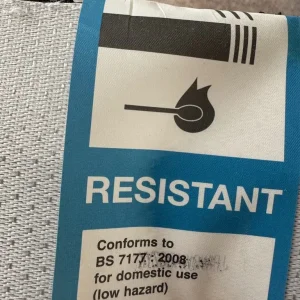 RESISTANT
Conforms to
BS 7177 : 2008
for domestic use
(low hazard)